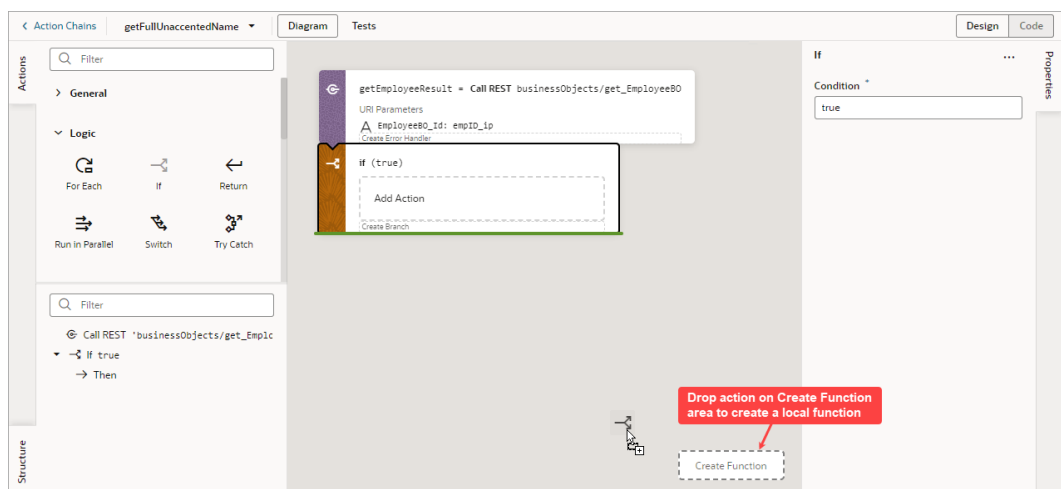 Action Chains
getFullUnaccentedName
Diagram
Tests
Design
Code
Actions
Filter
General
Logic
For Each
If
Return
Run in Parallel
Switch
Try Catch
Structure
Filter
Call REST 'businessObjects/get_Emplc
If true
Then
getEmployeeResult = Call REST businessObjects/get_EmployeeBO
URI Parameters
A EmployeeBO_Id: empID_ip
Create Error Handler
if (true)
Add Action
Create Branch
Drop action on Create Function
area to create a local function
Create Function
If
...
Condition *
true
Properties